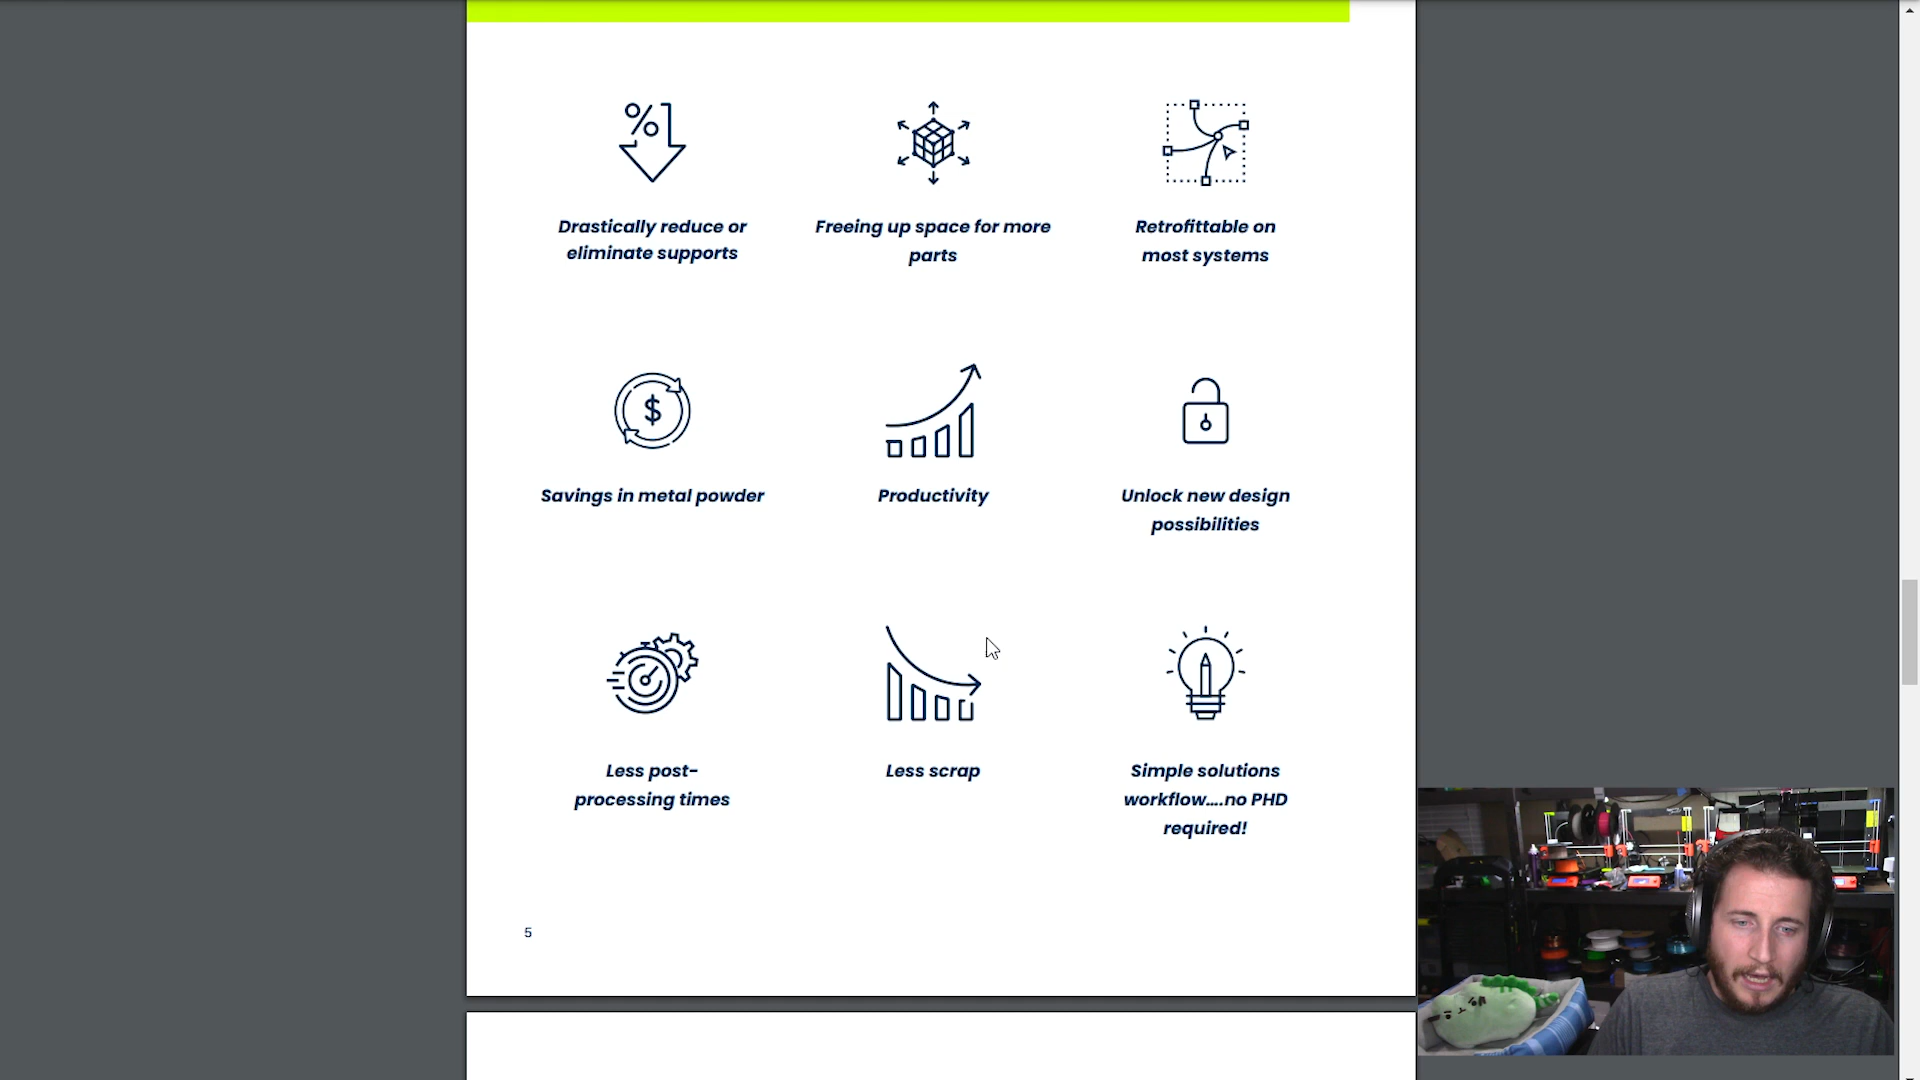 %
Drastically reduce or
eliminate supports
Freeing up space for more
parts
Retrofittable on
most systems
$
Savings in metal powder
Productivity
Unlock new design
possibilities
Less post-
processing times
Less scrap
Simple solutions
workflow....no PHD
required!
5